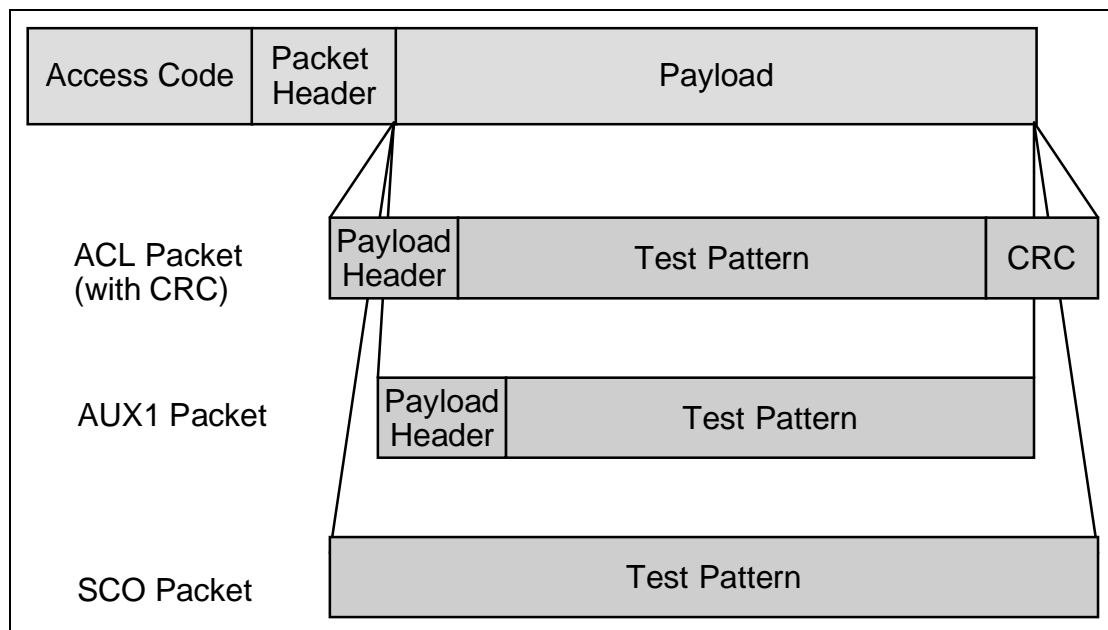 Access Code
Packet
Header
Payload
ACL Packet
(with CRC)
Payload
Header
Test Pattern
CRC
AUX1 Packet
Payload
Header
Test Pattern
SCO Packet
Test Pattern